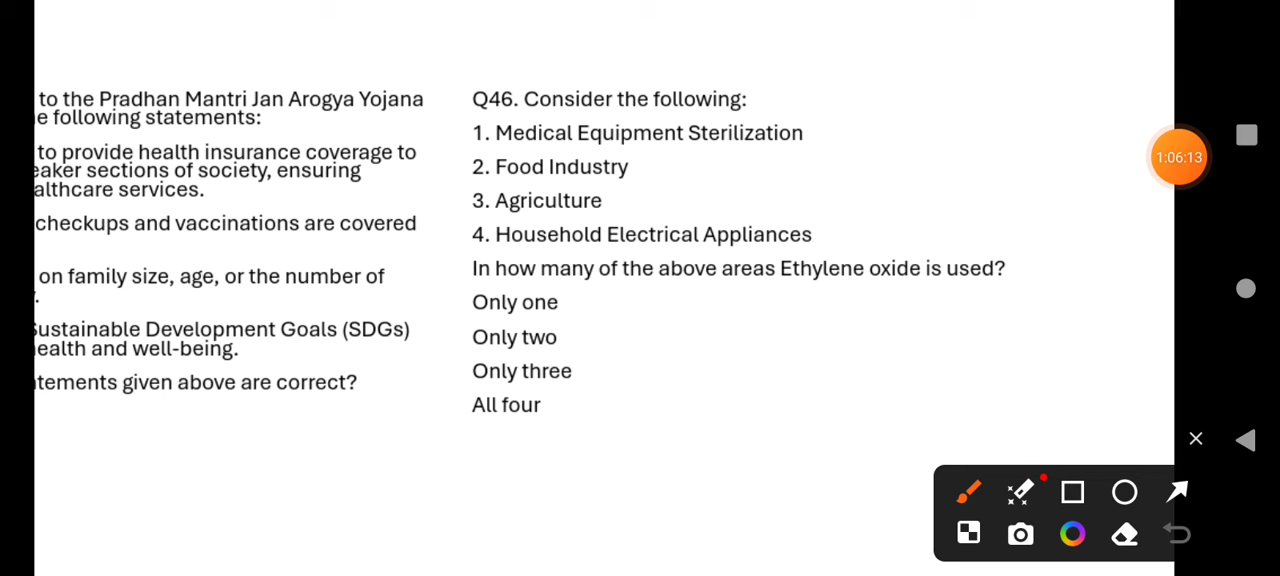 to the Pradhan Mantri Jan Arogya Yojana
e following statements:
to provide health insurance coverage to
eaker sections of society, ensuring
althcare services.
checkups and vaccinations are covered
on family size, age, or the number of
.
Sustainable Development Goals (SDGs)
ealth and well-being.
tements given above are correct?
Q46. Consider the following:
1. Medical Equipment Sterilization
2. Food Industry
3. Agriculture
4. Household Electrical Appliances
In how many of the above areas Ethylene oxide is used?
Only one
Only two
Only three
All four
1:06:13